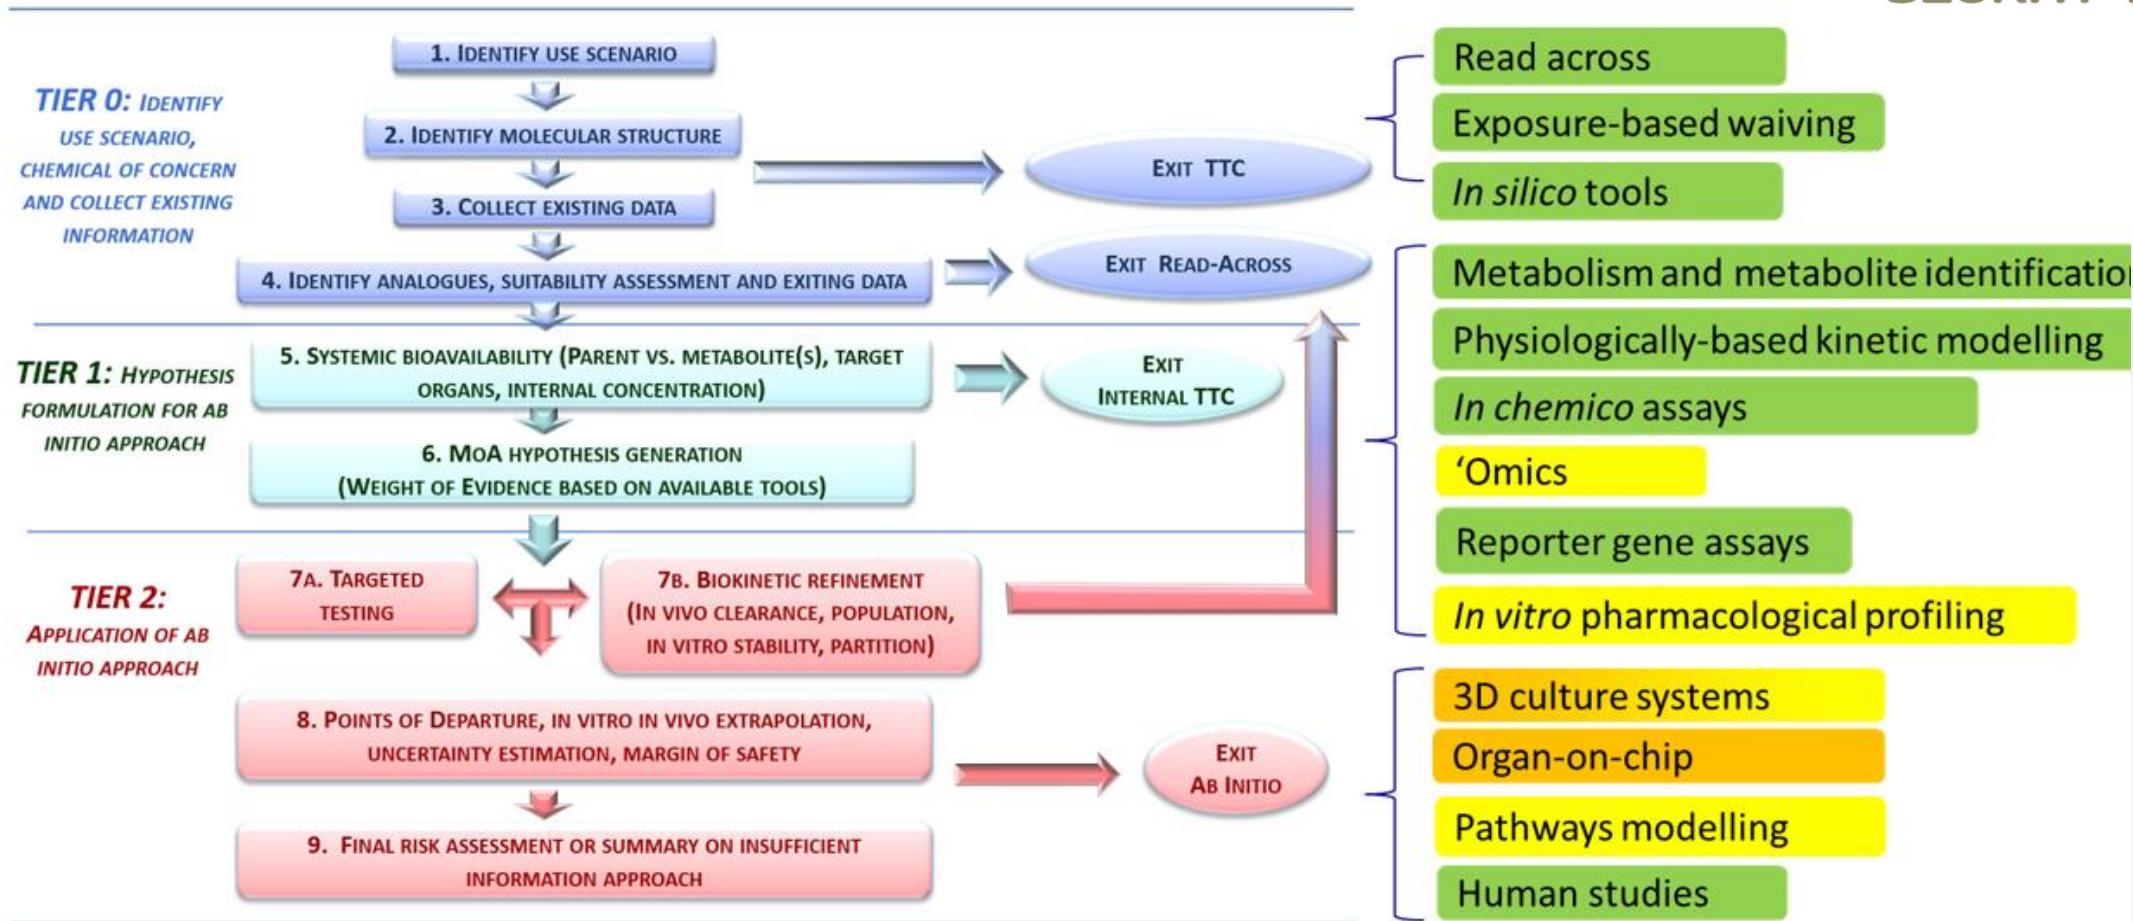 1. IDENTIFY USE SCENARIO
TIER 0: IDENTIFY
USE SCENARIO,
CHEMICAL OF CONCERN
AND COLLECT EXISTING
INFORMATION
2. IDENTIFY MOLECULAR STRUCTURE
3. COLLECT EXISTING DATA
4. IDENTIFY ANALOGUES, SUITABILITY ASSESSMENT AND EXITING DATA
EXIT TTC
EXIT READ-ACROSS
TIER 1: HYPOTHESIS
FORMULATION FOR AB
INITIO APPROACH
5. SYSTEMIC BIOAVAILABILITY (PARENT VS. METABOLITE(S), TARGET
ORGANS, INTERNAL CONCENTRATION)
EXIT
INTERNAL TTC
6. MOA HYPOTHESIS GENERATION
(WEIGHT OF EVIDENCE BASED ON AVAILABLE TOOLS)
TIER 2:
APPLICATION OF AB
INITIO APPROACH
7A. TARGETED
TESTING
7B. BIOKINETIC REFINEMENT
(IN VIVO CLEARANCE, POPULATION,
IN VITRO STABILITY, PARTITION)
8. POINTS OF DEPARTURE, IN VITRO IN VIVO EXTRAPOLATION,
UNCERTAINTY ESTIMATION, MARGIN OF SAFETY
EXIT
AB INITIO
9. FINAL RISK ASSESSMENT OR SUMMARY ON INSUFFICIENT
INFORMATION APPROACH
Read across
Exposure-based waiving
In silico tools
Metabolism and metabolite identification
Physiologically-based kinetic modelling
In chemico assays
‘Omics
Reporter gene assays
In vitro pharmacological profiling
3D culture systems
Organ-on-chip
Pathways modelling
Human studies